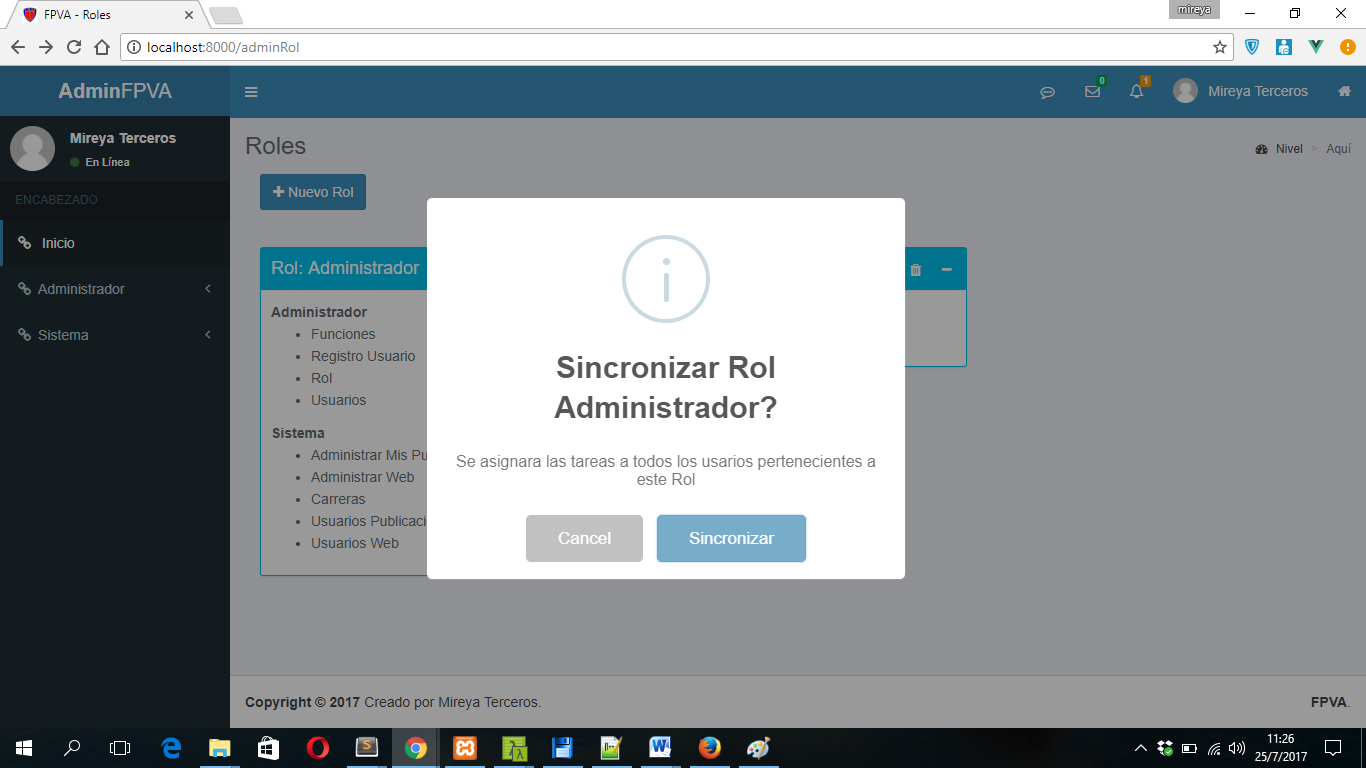 FPVA - Roles
mireya
localhost:8000/adminRol
AdminFPVA
0
1
Mireya Terceros
Mireya Terceros
En Línea
ENCABEZADO
Inicio
Administrador
Sistema
Roles
Nivel > Aquí
Nuevo Rol
Rol: Administrador
Administrador
Funciones
Registro Usuario
Rol
Usuarios
Sistema
Administrar Mis Pu
Administrar Web
Carreras
Usuarios Publicaci
Usuarios Web
Sincronizar Rol
Administrador?
Se asignara las tareas a todos los usarios pertenecientes a
este Rol
Cancel
Sincronizar
Copyright © 2017 Creado por Mireya Terceros.
FPVA.
11:26
25/7/2017